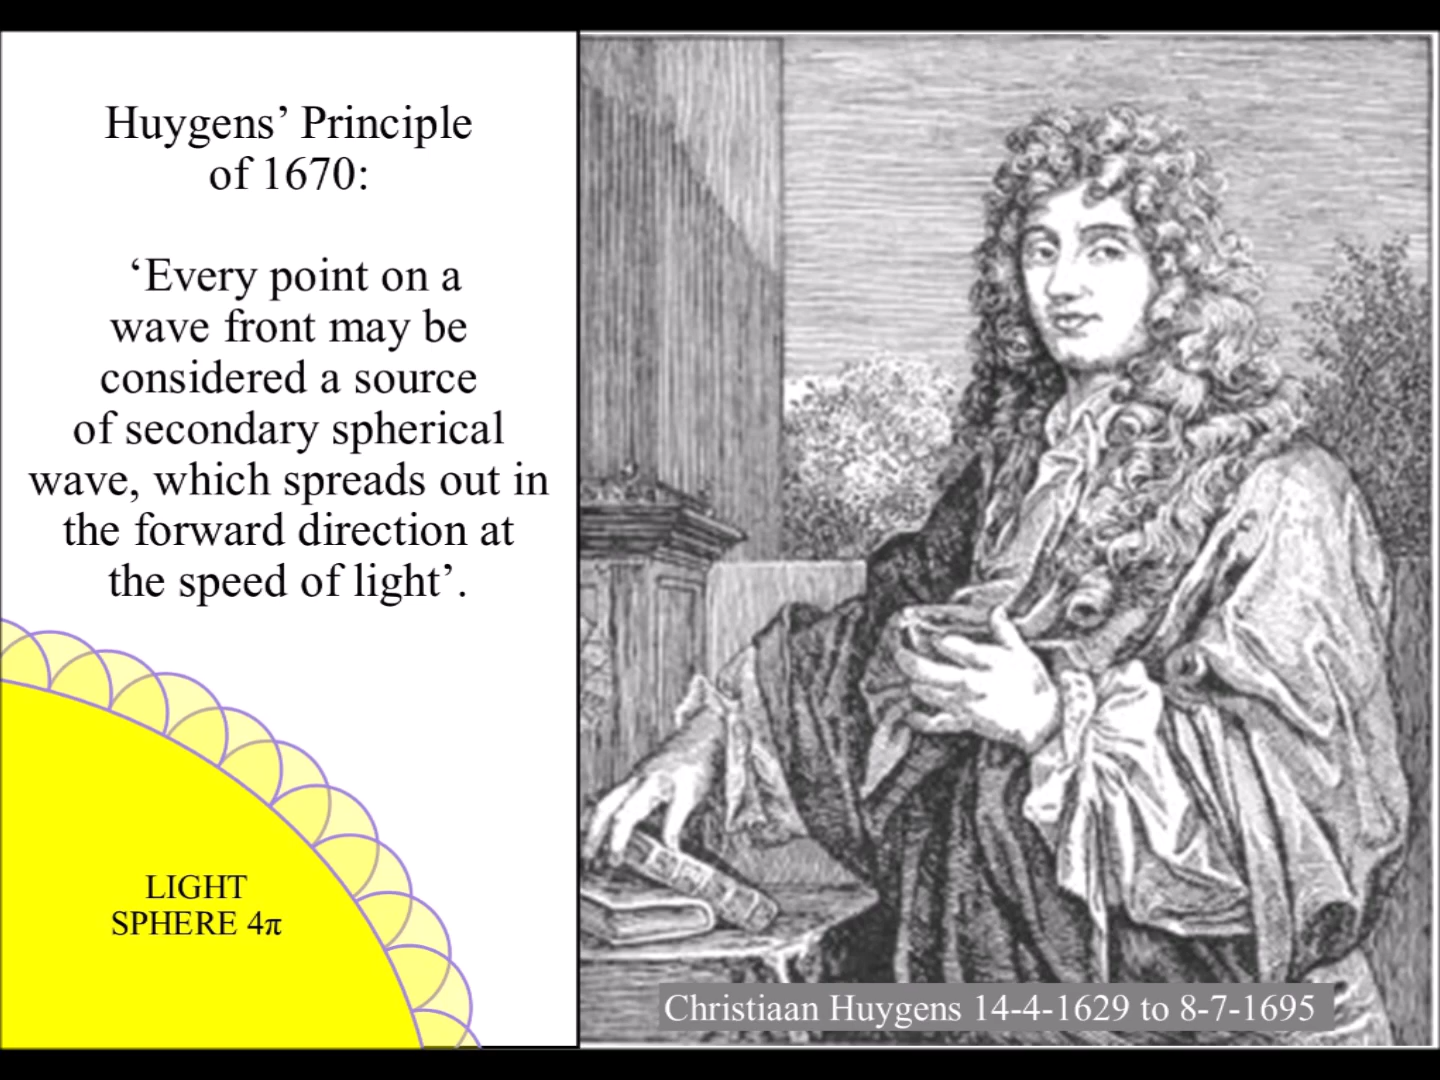 Huygens’ Principle
of 1670:
‘Every point on a
wave front may be
considered a source
of secondary spherical
wave, which spreads out in
the forward direction at
the speed of light’.
LIGHT
SPHERE 4π
Christiaan Huygens 14-4-1629 to 8-7-1695